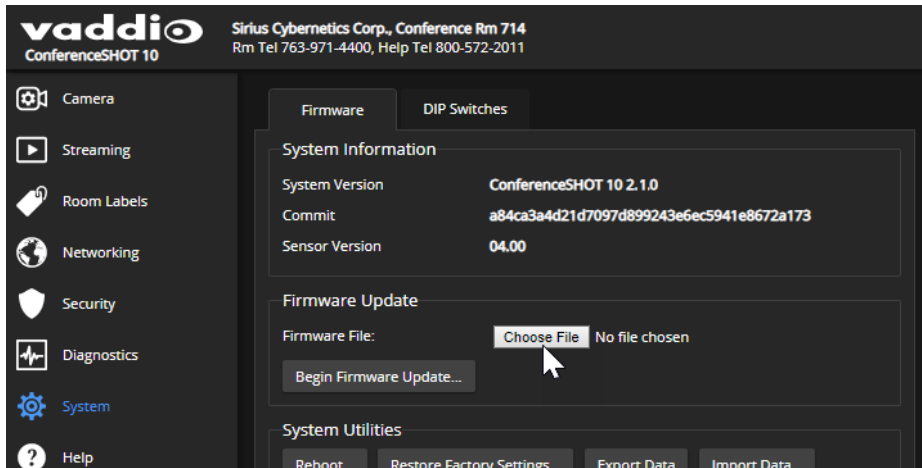 vaddio
ConferenceSHOT 10
Sirius Cybernetics Corp., Conference Rm 714
Rm Tel 763-971-4400, Help Tel 800-572-2011
Camera
Streaming
Room Labels
Networking
Security
Diagnostics
System
Help
Firmware DIP Switches
System Information
System Version ConferenceSHOT 10 2.1.0
Commit a84ca3a4d21d7097d899243e6ec5941e8672a173
Sensor Version 04.00
Firmware Update
Firmware File: Choose File No file chosen
Begin Firmware Update...
System Utilities
Reboot... Restore Factory Settings... Export Data Import Data...